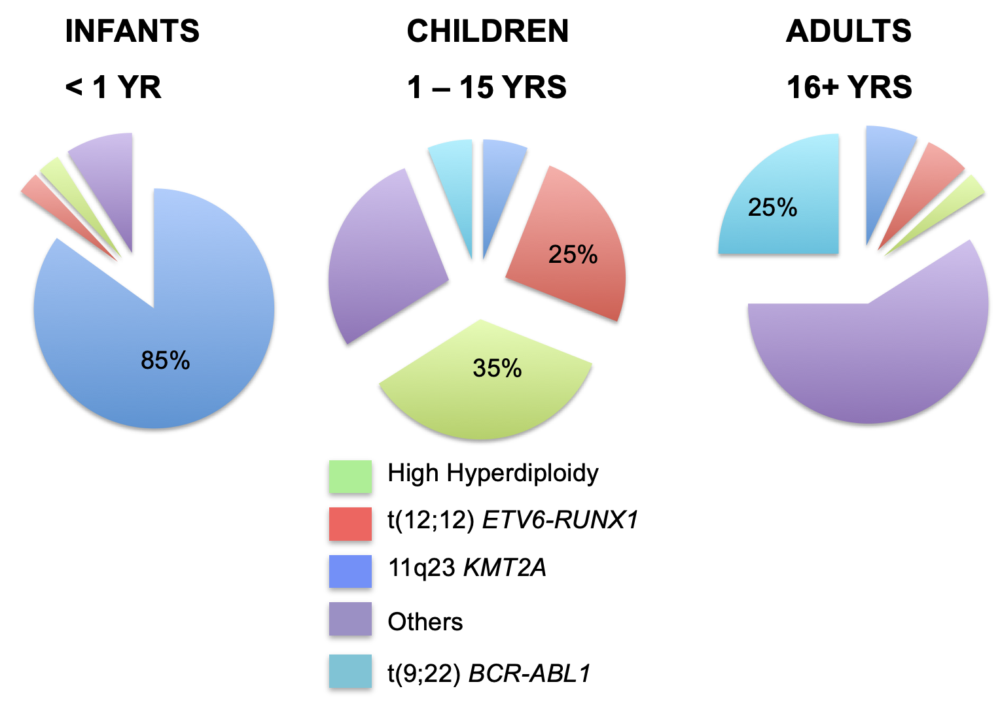 INFANTS
< 1 YR
CHILDREN
1 – 15 YRS
ADULTS
16+ YRS
85%
25%
35%
25%
High Hyperdiploidy
t(12;12) ETV6-RUNX1
11q23 KMT2A
Others
t(9;22) BCR-ABL1